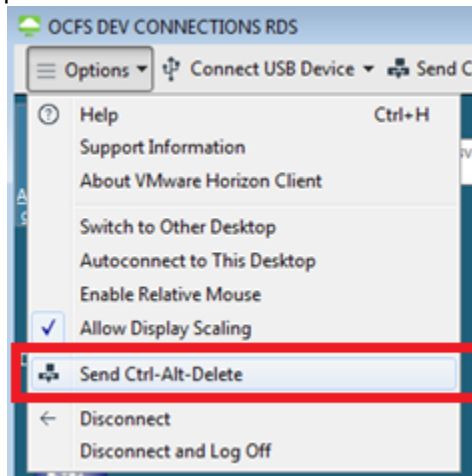 OCFS DEV CONNECTIONS RDS
Options Connect USB Device Send C
Help Ctrl+H
Support Information
About VMware Horizon Client
Switch to Other Desktop
Autoconnect to This Desktop
Enable Relative Mouse
Allow Display Scaling
Send Ctrl-Alt-Delete
Disconnect
Disconnect and Log Off